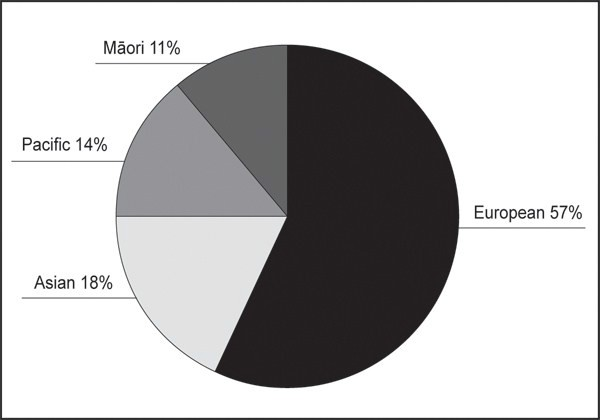 Māori 11%
Pacific 14%
European 57%
Asian 18%